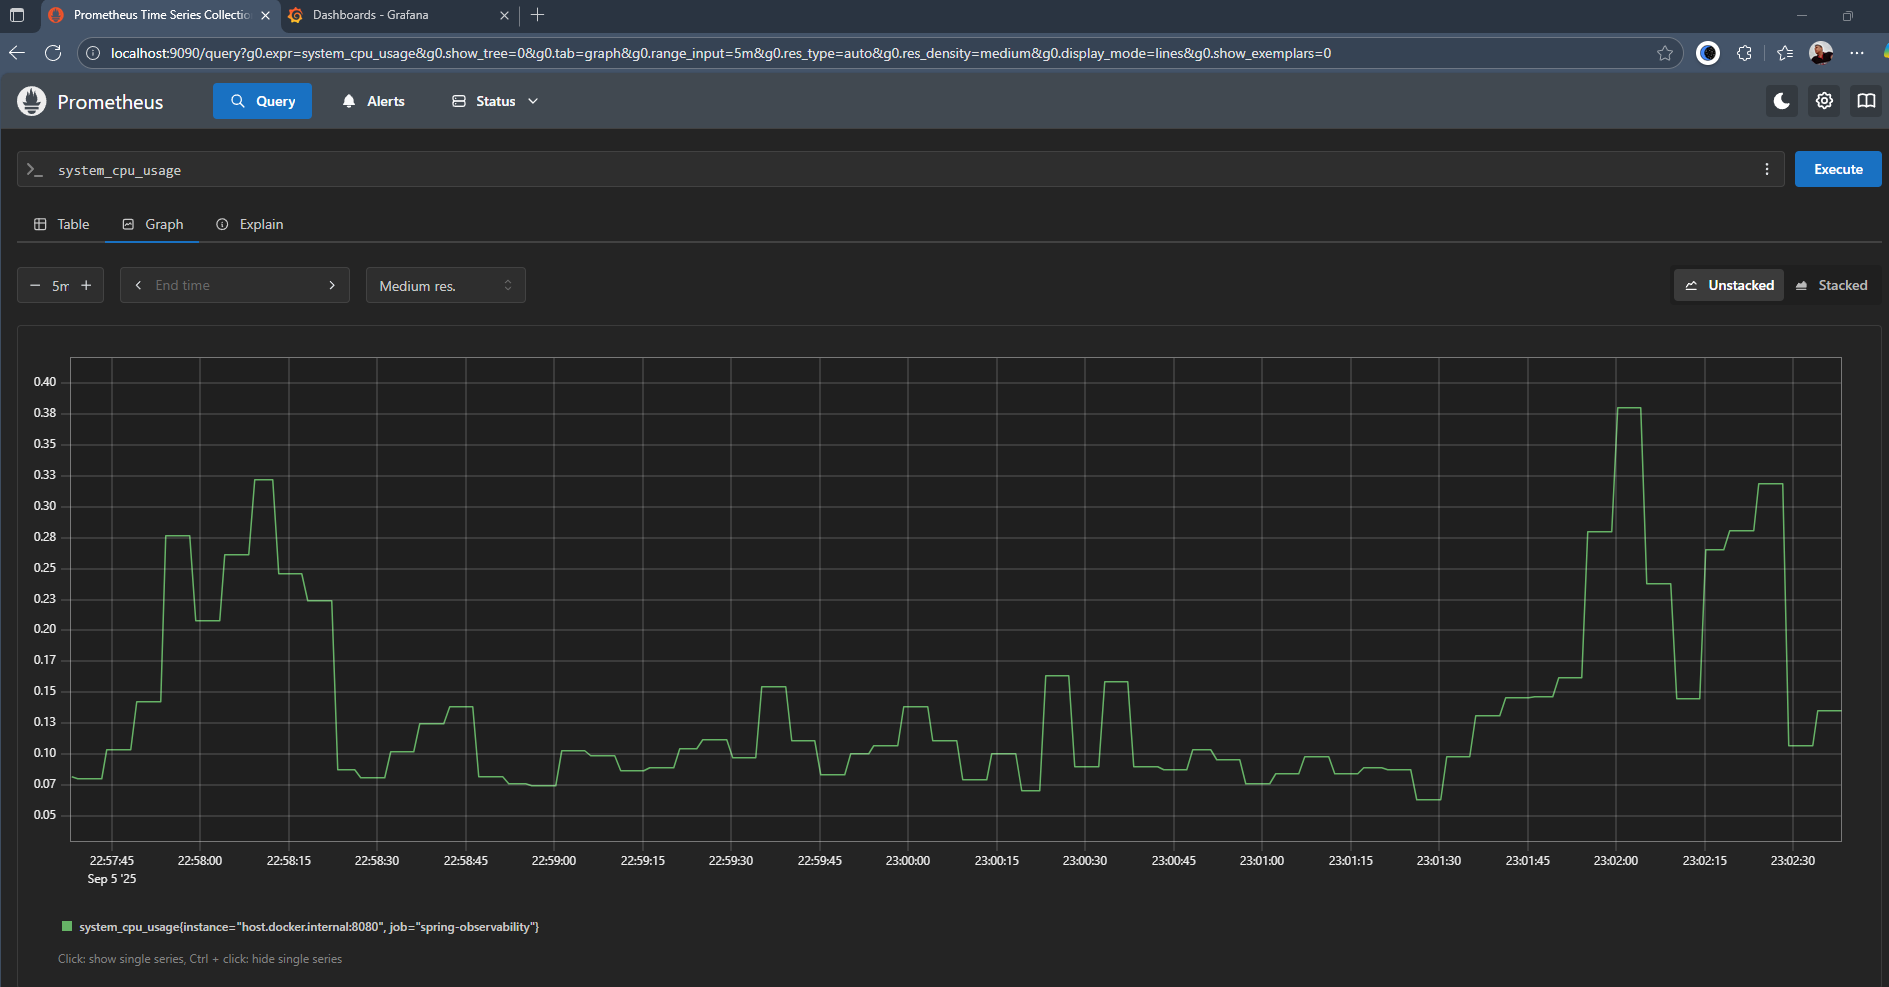 Prometheus Time Series Collectio
Dashboards - Grafana
localhost:9090/query?g0.expr=system_cpu_usage&g0.show_tree=0&g0.tab=graph&g0.range_input=5m&g0.res_type=auto&g0.res_density=medium&g0.display_mode=lines&g0.show_exemplars=0
Prometheus Query Alerts Status
>_ system_cpu_usage Execute
Table Graph Explain
5m End time Medium res. Unstacked Stacked
0.40
0.38
0.35
0.33
0.30
0.28
0.25
0.23
0.20
0.17
0.15
0.13
0.10
0.07
0.05
22:57:45 22:58:00 22:58:15 22:58:30 22:58:45 22:59:00 22:59:15 22:59:30 22:59:45 23:00:00 23:00:15 23:00:30 23:00:45 23:01:00 23:01:15 23:01:30 23:01:45 23:02:00 23:02:15 23:02:30
Sep 5 '25
system_cpu_usage{instance="host.docker.internal:8080", job="spring-observability"}
Click: show single series, Ctrl + click: hide single series